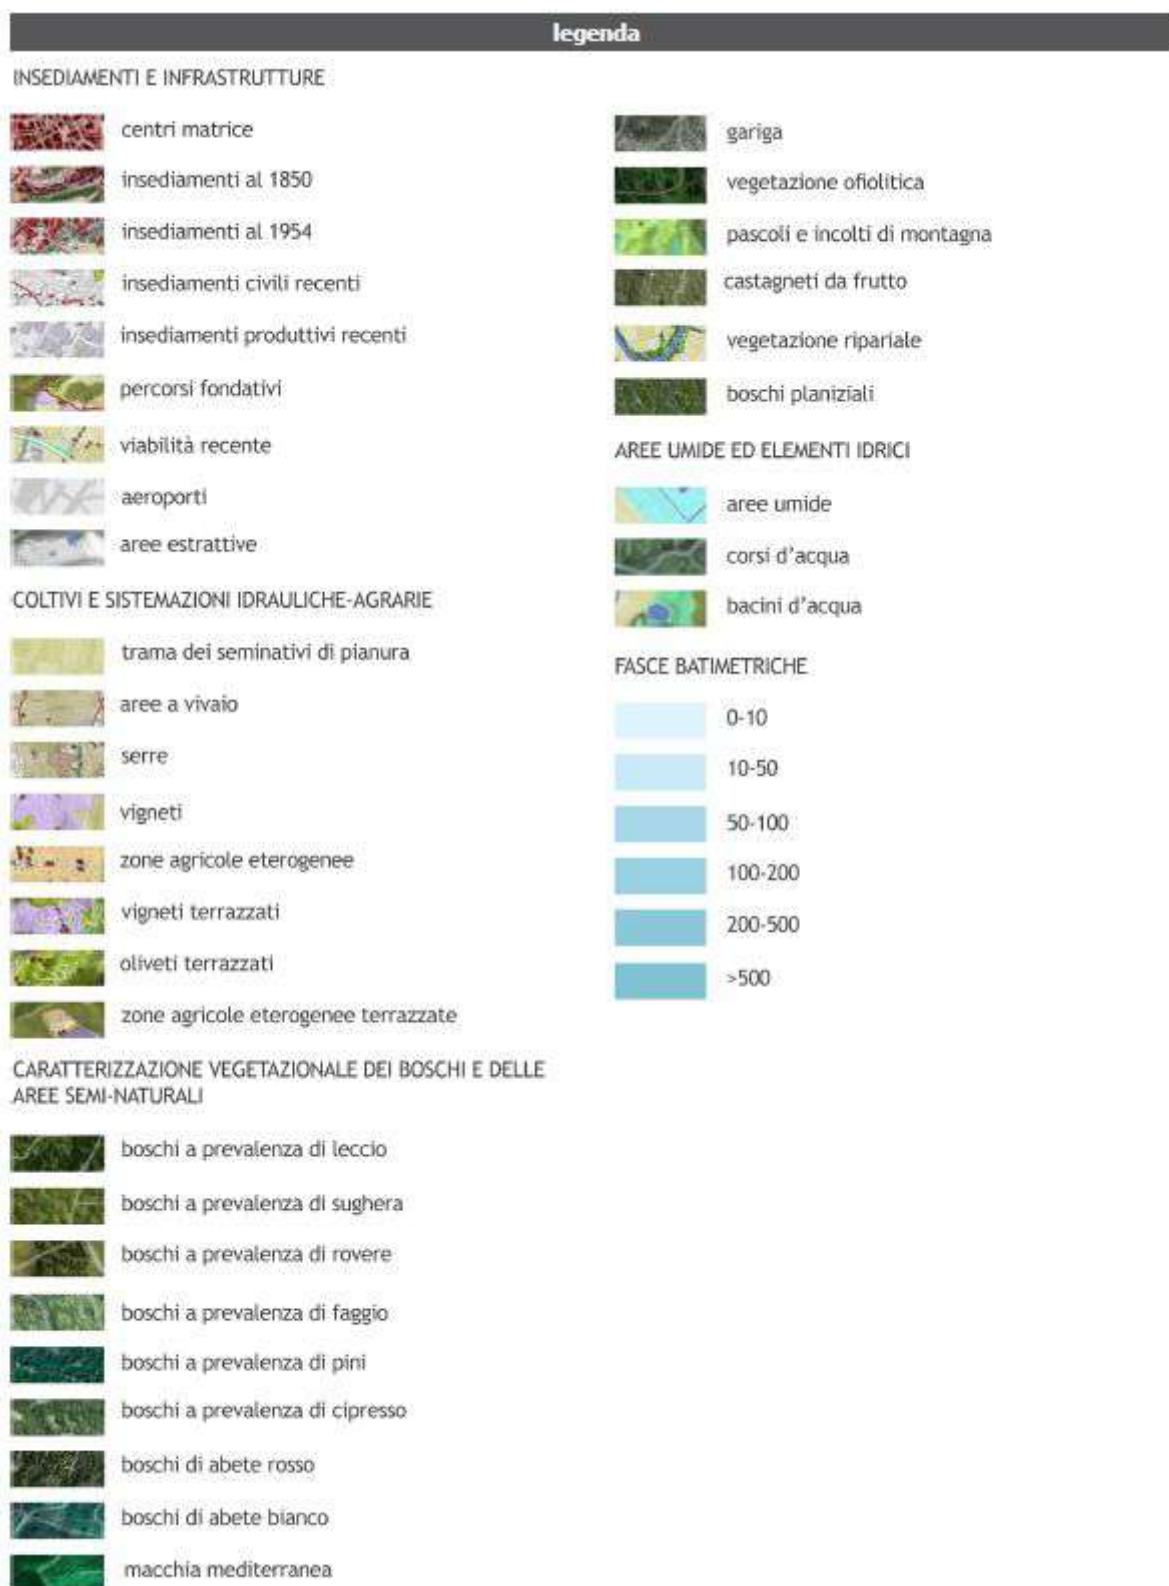 legenda
INSEDIAMENTI E INFRASTRUTTURE
centri matrice
insediamenti al 1850
insediamenti al 1954
insediamenti civili recenti
insediamenti produttivi recenti
percorsi fondativi
viabilità recente
aeroporti
aree estrattive
COLTIVI E SISTEMAZIONI IDRAULICHE-AGRARIE
trama dei seminativi di pianura
aree a vivaio
serre
vigneti
zone agricole eterogenee
vigneti terrazzati
oliveti terrazzati
zone agricole eterogenee terrazzate
CARATTERIZZAZIONE VEGETAZIONALE DEI BOSCHI E DELLE
AREE SEMI-NATURALI
boschi a prevalenza di leccio
boschi a prevalenza di sughera
boschi a prevalenza di rovere
boschi a prevalenza di faggio
boschi a prevalenza di pini
boschi a prevalenza di cipresso
boschi di abete rosso
boschi di abete bianco
macchia mediterranea
gariga
vegetazione ofiolitica
pascoli e incolti di montagna
castagneti da frutto
vegetazione ripariale
boschi planiziali
AREE UMIDE ED ELEMENTI IDRICI
aree umide
corsi d'acqua
bacini d'acqua
FASCE BATIMETRICHE
0-10
10-50
50-100
100-200
200-500
>500